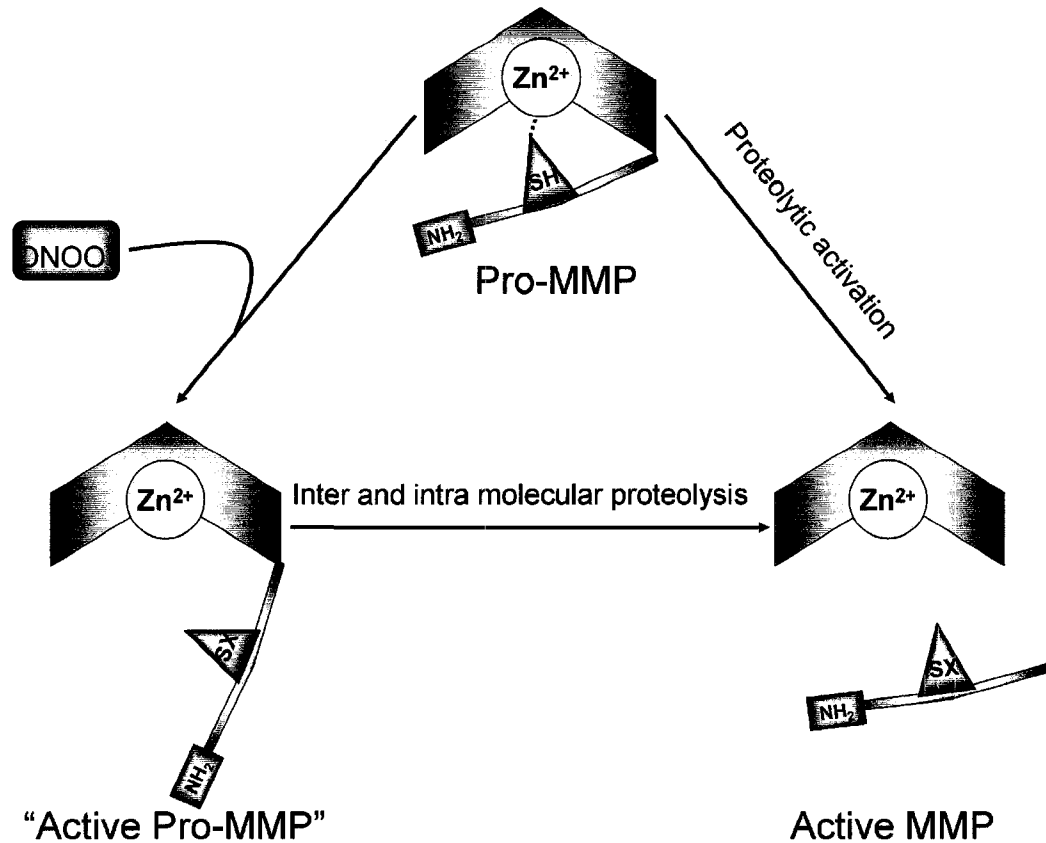 Zn²⁺
SH
NH₂
Pro-MMP
Proteolytic activation
ONOO
Zn²⁺
Inter and intra molecular proteolysis
Zn²⁺
SX
NH₂
SX
NH₂
“Active Pro-MMP”
Active MMP